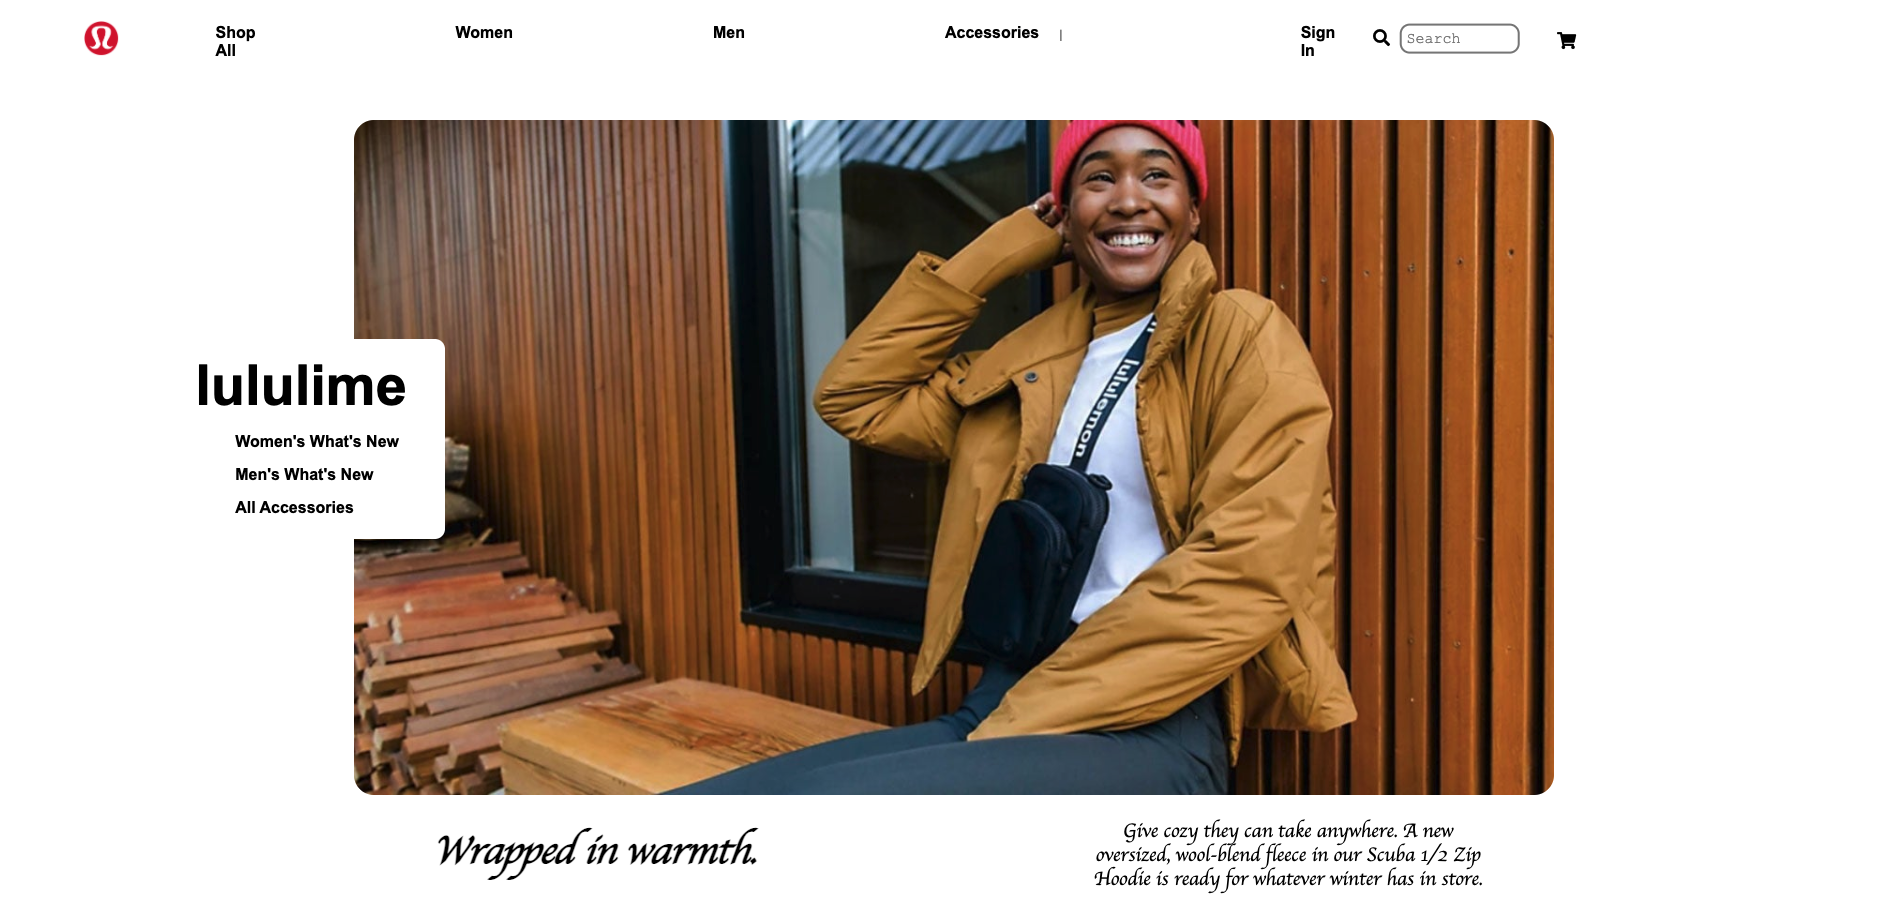 Shop
All
Women
Men
Accessories |
Sign
In
Search
lululime
Women's What's New
Men's What's New
All Accessories
lululemon
Wrapped in warmth.
Give cozy they can take anywhere. A new
oversized, wool-blend fleece in our Scuba 1/2 Zip
Hoodie is ready for whatever winter has in store.